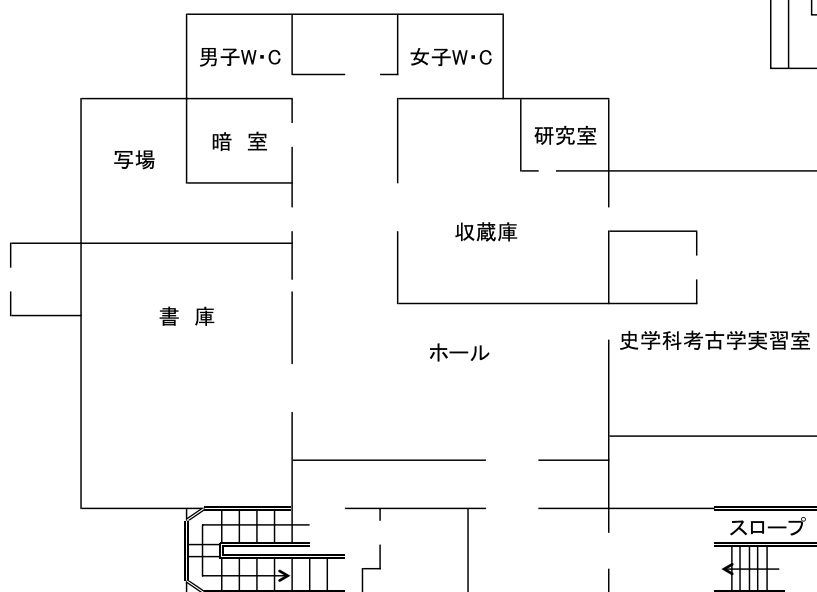 男子W・C
女子W・C
写場
暗 室
研究室
収蔵庫
書 庫
ホール
史学科考古学実習室
スロープ